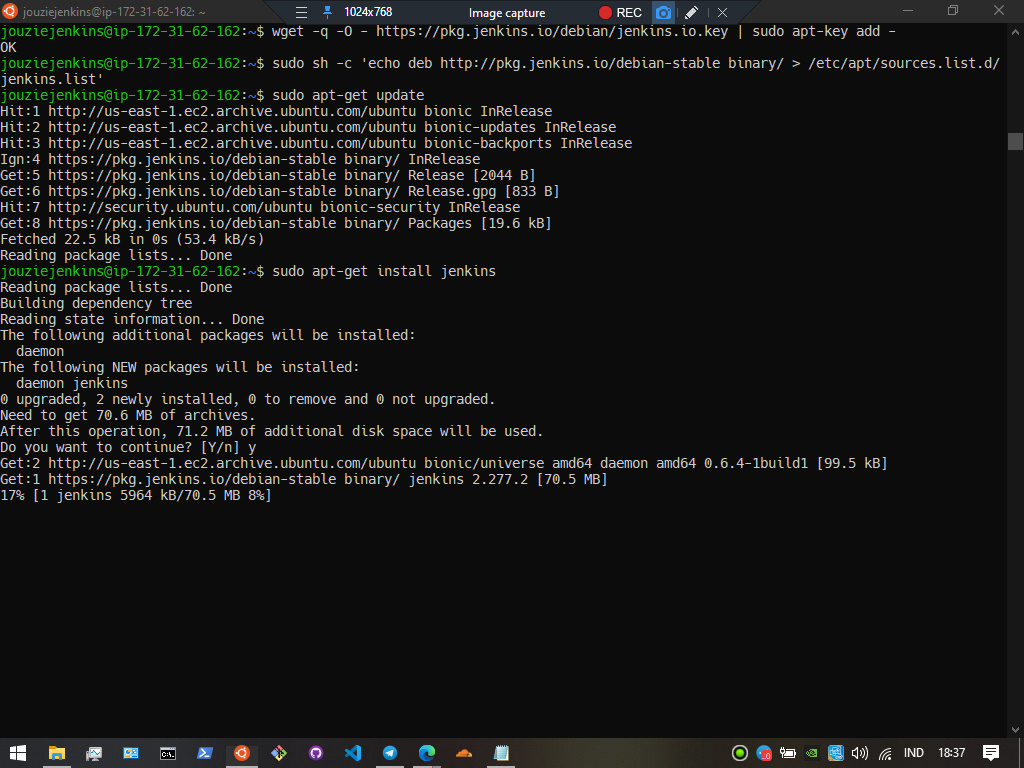 jouziejenkins@ip-172-31-62-162: ~
1024x768
Image capture
REC
jouziejenkins@ip-172-31-62-162:~$ wget -q -O - https://pkg.jenkins.io/debian/jenkins.io.key | sudo apt-key add -
OK
jouziejenkins@ip-172-31-62-162:~$ sudo sh -c 'echo deb http://pkg.jenkins.io/debian-stable binary/ > /etc/apt/sources.list.d/
jenkins.list'
jouziejenkins@ip-172-31-62-162:~$ sudo apt-get update
Hit:1 http://us-east-1.ec2.archive.ubuntu.com/ubuntu bionic InRelease
Hit:2 http://us-east-1.ec2.archive.ubuntu.com/ubuntu bionic-updates InRelease
Hit:3 http://us-east-1.ec2.archive.ubuntu.com/ubuntu bionic-backports InRelease
Ign:4 https://pkg.jenkins.io/debian-stable binary/ InRelease
Get:5 https://pkg.jenkins.io/debian-stable binary/ Release [2044 B]
Get:6 https://pkg.jenkins.io/debian-stable binary/ Release.gpg [833 B]
Hit:7 http://security.ubuntu.com/ubuntu bionic-security InRelease
Get:8 https://pkg.jenkins.io/debian-stable binary/ Packages [19.6 kB]
Fetched 22.5 kB in 0s (53.4 kB/s)
Reading package lists... Done
jouziejenkins@ip-172-31-62-162:~$ sudo apt-get install jenkins
Reading package lists... Done
Building dependency tree
Reading state information... Done
The following additional packages will be installed:
  daemon
The following NEW packages will be installed:
  daemon jenkins
0 upgraded, 2 newly installed, 0 to remove and 0 not upgraded.
Need to get 70.6 MB of archives.
After this operation, 71.2 MB of additional disk space will be used.
Do you want to continue? [Y/n] y
Get:2 http://us-east-1.ec2.archive.ubuntu.com/ubuntu bionic/universe amd64 daemon amd64 0.6.4-1build1 [99.5 kB]
Get:1 https://pkg.jenkins.io/debian-stable binary/ jenkins 2.277.2 [70.5 MB]
17% [1 jenkins 5964 kB/70.5 MB 8%]
IND
18:37